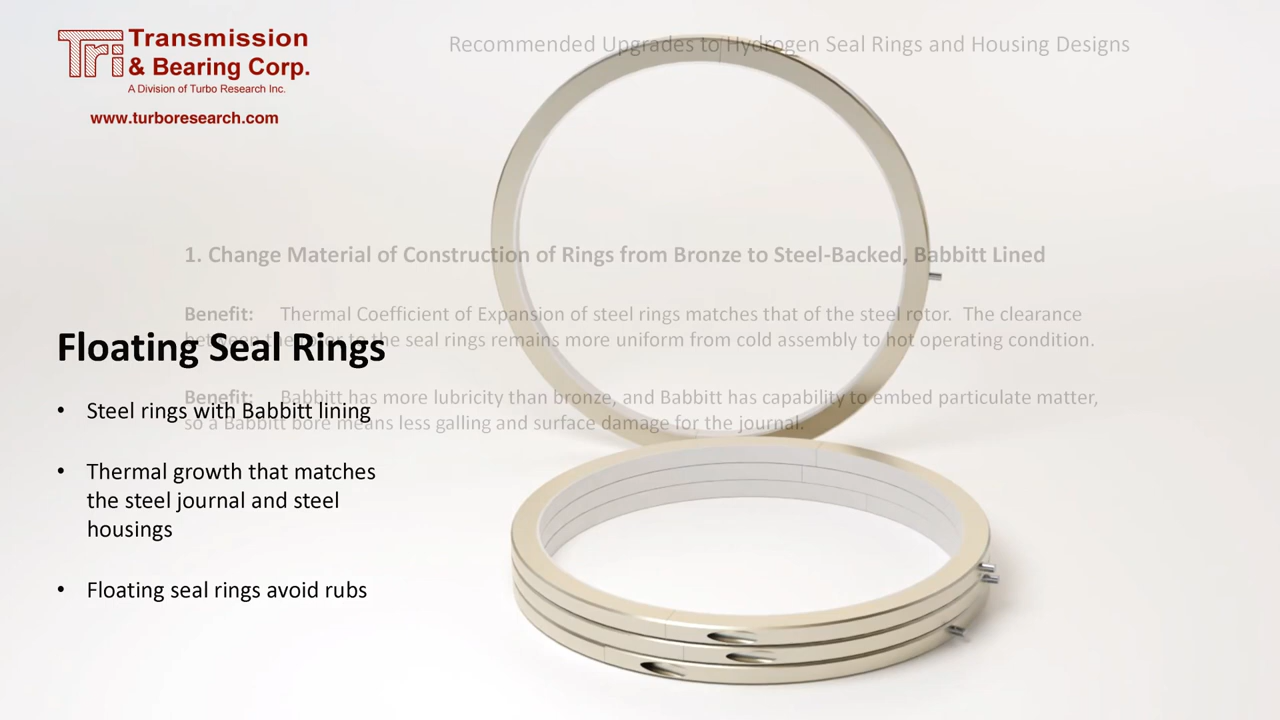 Tri
Transmission
& Bearing Corp.
A Division of Turbo Research Inc.
www.turboresearch.com
Recommended Upgrades to Hydrogen Seal Rings and Housing Designs
1. Change Material of Construction of Rings from Bronze to Steel-Backed, Babbitt Lined
Benefit: Thermal Coefficient of Expansion of steel rings matches that of the steel rotor. The clearance
between the to the seal rings remains more uniform from cold assembly to hot operating condition.
Benefit: Babbitt has more lubricity than bronze, and Babbitt has capability to embed particulate matter,
so a Babbitt bore means less galling and surface damage for the journal.
Floating Seal Rings
• Steel rings with Babbitt lining
• Thermal growth that matches
the steel journal and steel
housings
• Floating seal rings avoid rubs